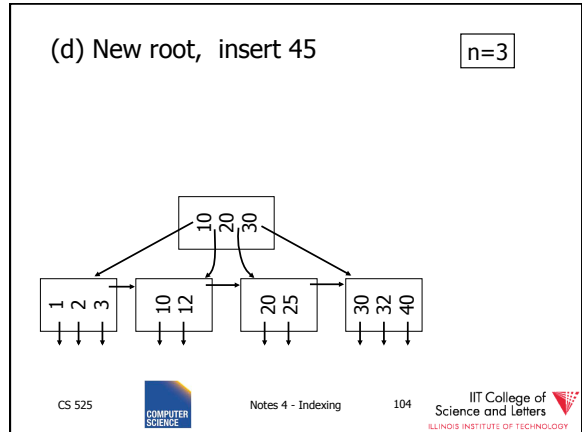 (d) New root, insert 45
n=3
10 20 30
1 2 3
10 12
20 25
30 32 40
CS 525
COMPUTER
SCIENCE
Notes 4 - Indexing
104
IIT College of
Science and Letters
ILLINOIS INSTITUTE OF TECHNOLOGY